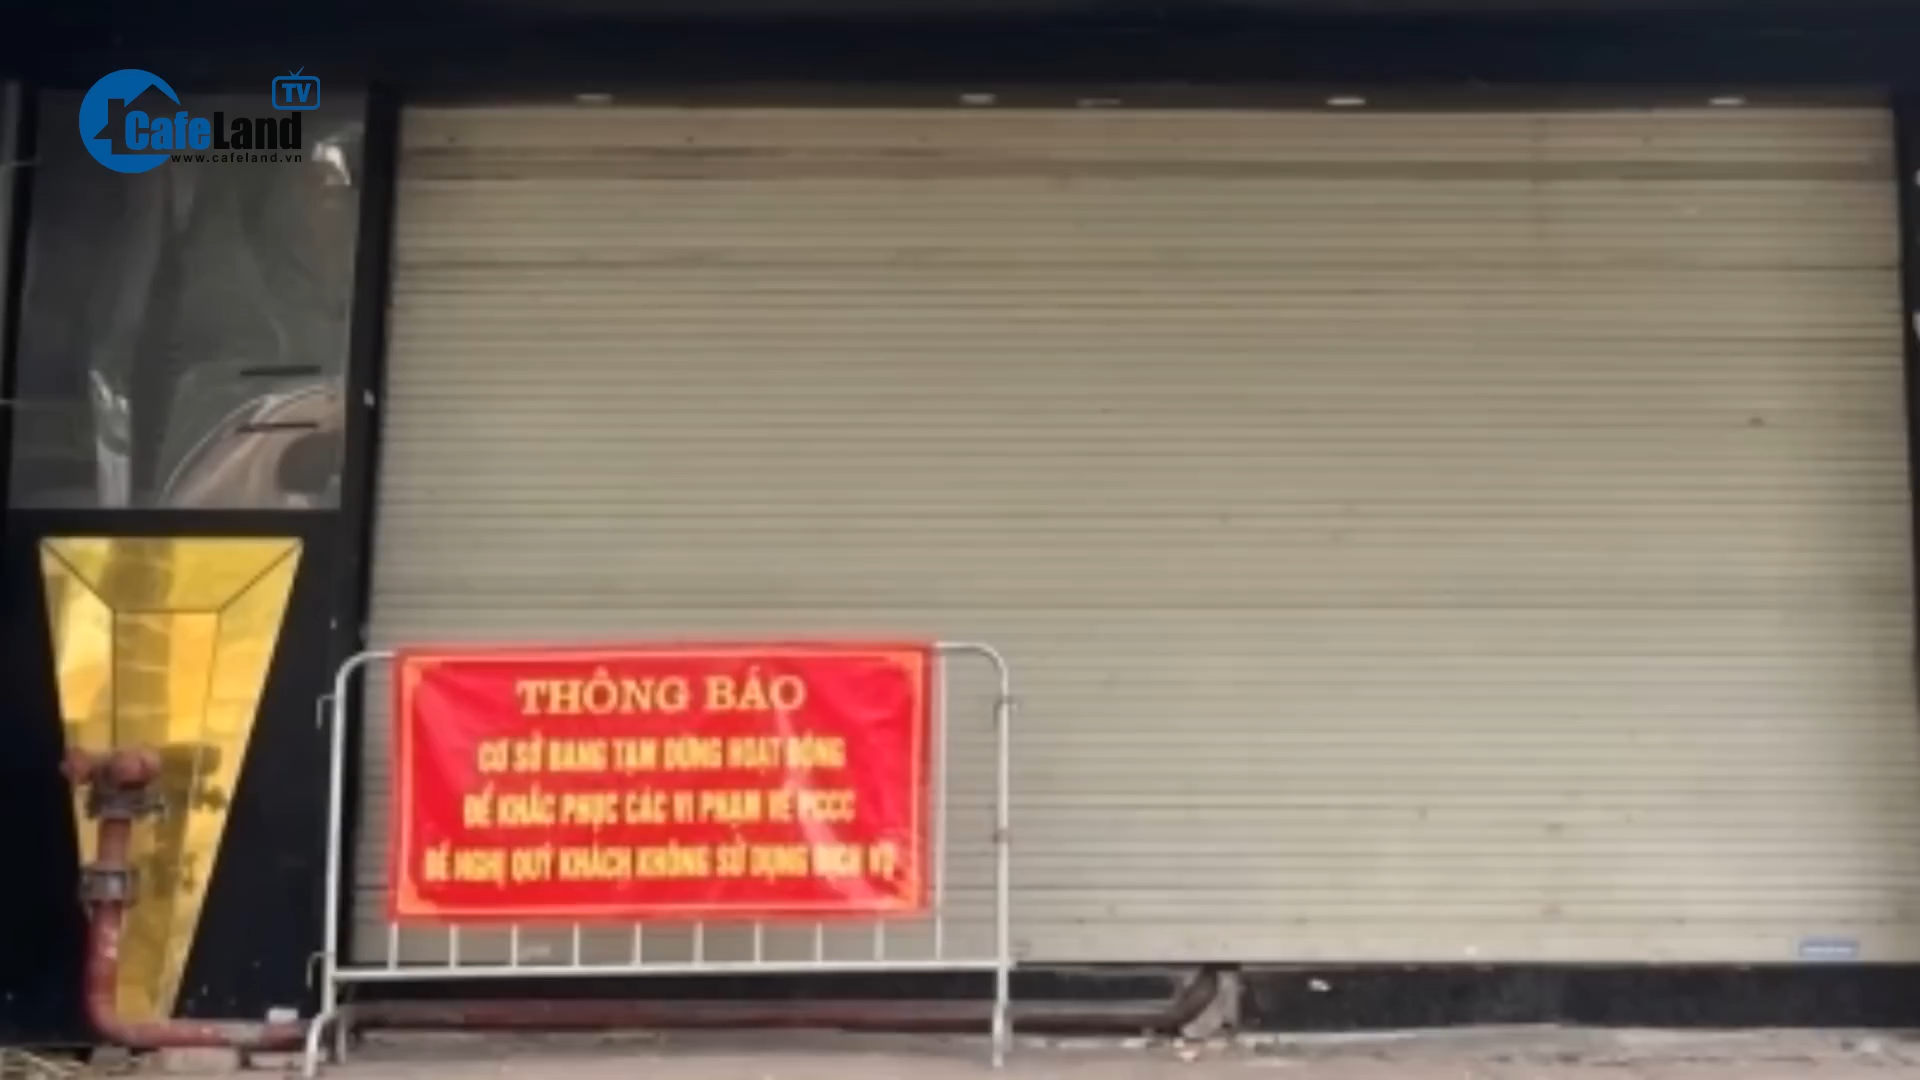 TV
CafeLand
www.cafeland.vn
THÔNG BÁO
CƠ SỞ ĐANG TẠM DỪNG HOẠT ĐỘNG
ĐỂ KHẮC PHỤC CÁC VI PHẠM VỀ PCCC
ĐỀ NGHỊ QUÝ KHÁCH KHÔNG SỬ DỤNG DỊCH VỤ